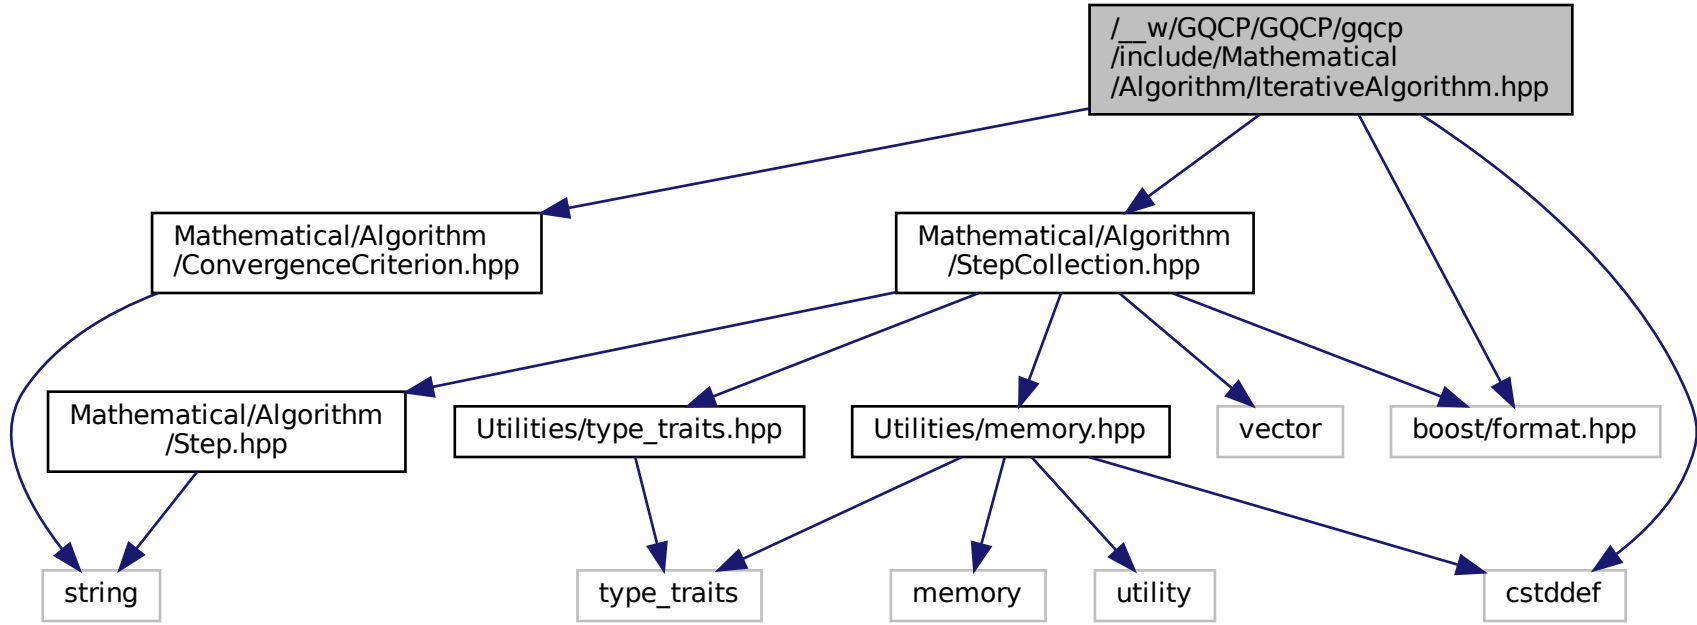 /__w/GQCP/GQCP/gqcp
/include/Mathematical
/Algorithm/IterativeAlgorithm.hpp
Mathematical/Algorithm
/ConvergenceCriterion.hpp
Mathematical/Algorithm
/StepCollection.hpp
Mathematical/Algorithm
/Step.hpp
Utilities/type_traits.hpp
Utilities/memory.hpp
vector
boost/format.hpp
string
type_traits
memory
utility
cstddef